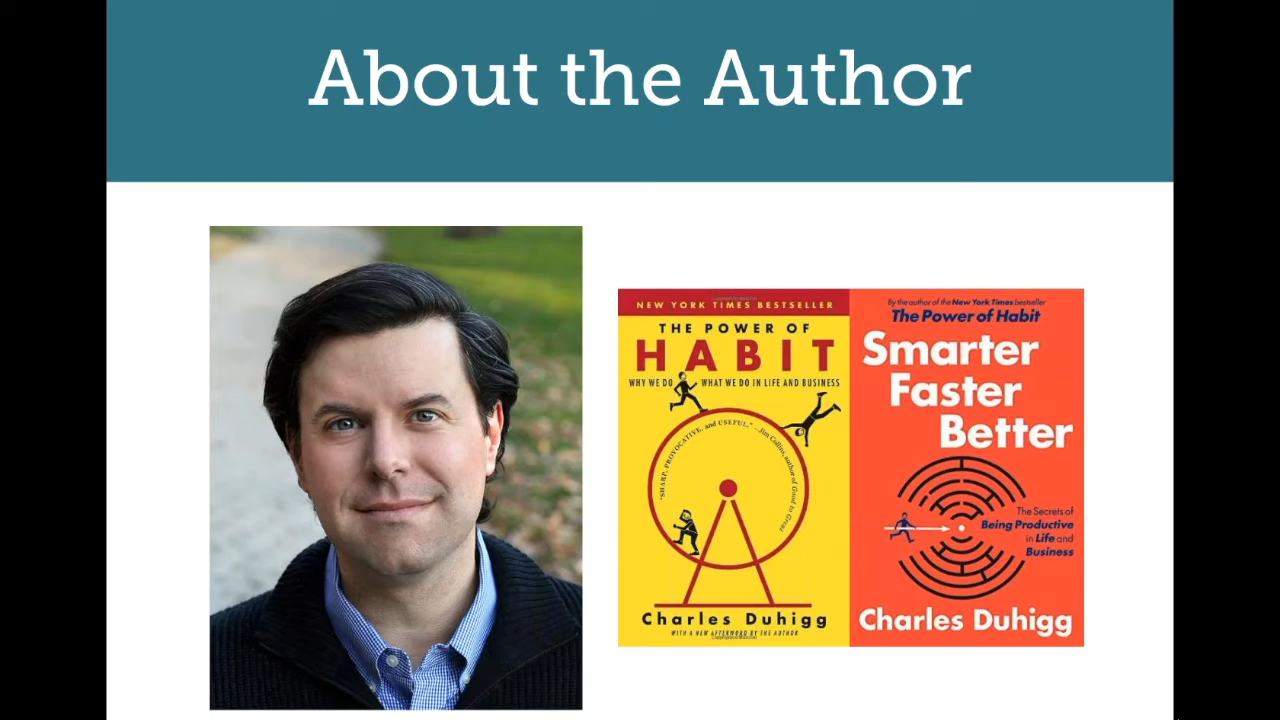 About the Author
NEW YORK TIMES BESTSELLER
THE POWER OF
HABIT
WHY WE DO WHAT WE DO IN LIFE AND BUSINESS
"SHARP, PROVOCATIVE, and USEFUL." —Jim Collins, author of Good to Great
Charles Duhigg
WITH A NEW AFTERWORD BY THE AUTHOR
By the author of the New York Times bestseller
The Power of Habit
Smarter
Faster
Better
The Secrets of
Being Productive
in Life and
Business
Charles Duhigg